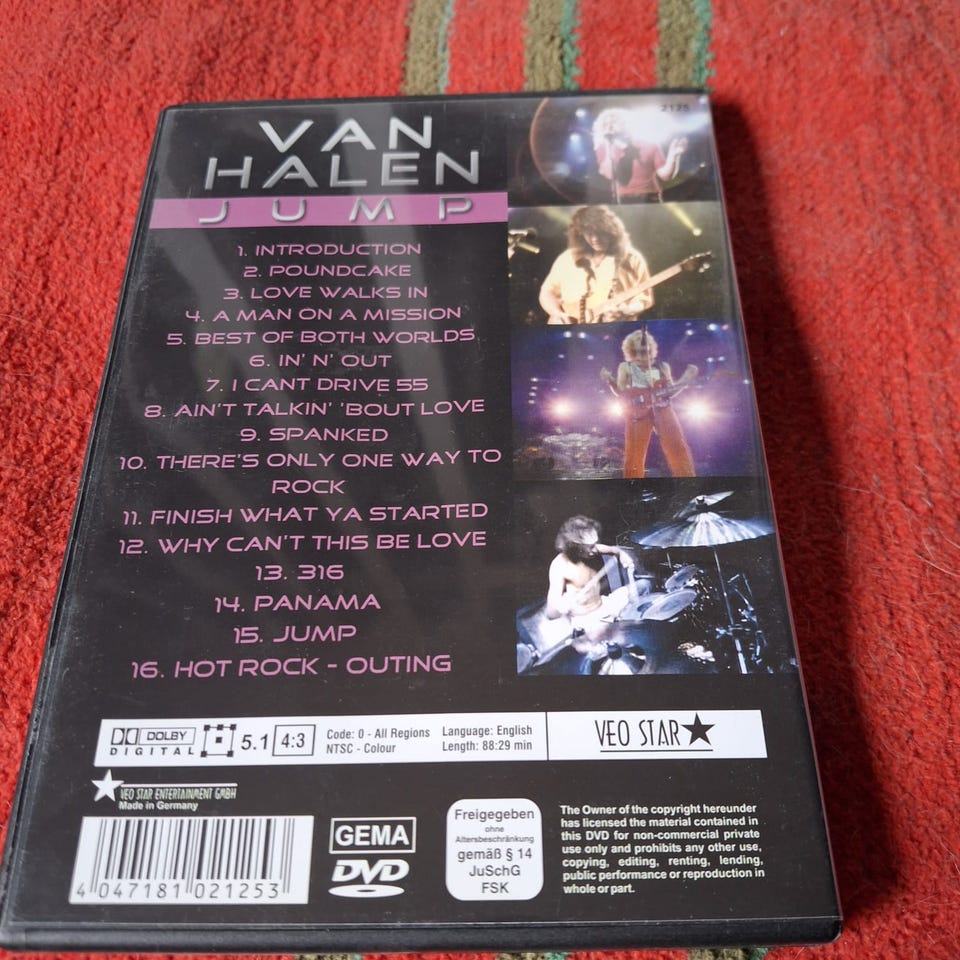 2125
VAN
HALEN
JUMP
1. INTRODUCTION
2. POUNDCAKE
3. LOVE WALKS IN
4. A MAN ON A MISSION
5. BEST OF BOTH WORLDS
6. IN' N' OUT
7. I CANT DRIVE 55
8. AIN'T TALKIN' 'BOUT LOVE
9. SPANKED
10. THERE'S ONLY ONE WAY TO
ROCK
11. FINISH WHAT YA STARTED
12. WHY CAN'T THIS BE LOVE
13. 316
14. PANAMA
15. JUMP
16. HOT ROCK - OUTING
DOLBY
DIGITAL
5.1
4:3
Code: 0 - All Regions
NTSC - Colour
Language: English
Length: 88:29 min
VEO STAR
VEO STAR ENTERTAINMENT GMBH
Made in Germany
4 047181 021253
GEMA
DVD
Freigegeben
ohne
Altersbeschränkung
gemäß § 14
JuSchG
FSK
The Owner of the copyright hereunder
has licensed the material contained in
this DVD for non-commercial private
use only and prohibits any other use,
copying, editing, renting, lending,
public performance or reproduction in
whole or part.